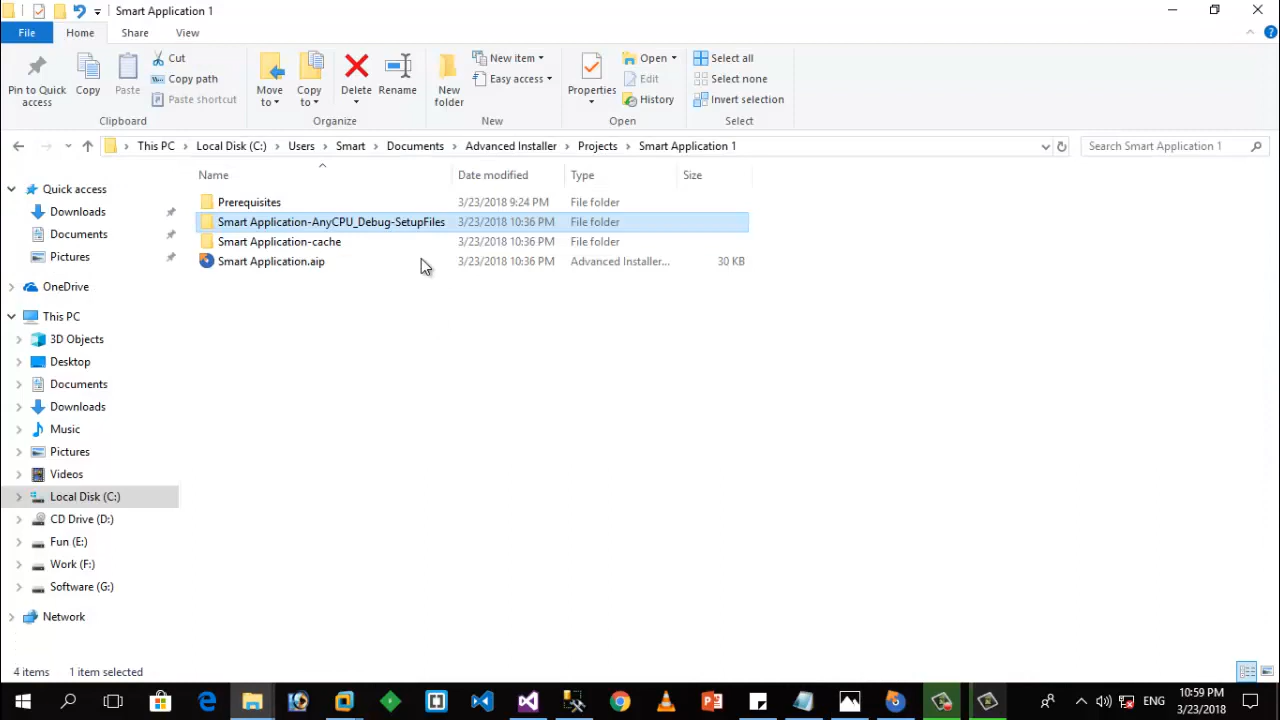 Smart Application 1
File Home Share View
Pin to Quick access
Copy
Paste
Cut
Copy path
Paste shortcut
Clipboard
Move to
Copy to
Delete
Rename
Organize
New folder
New item
Easy access
New
Properties
Open
Edit
History
Open
Select all
Select none
Invert selection
Select
This PC Local Disk (C:) Users Smart Documents Advanced Installer Projects Smart Application 1
Search Smart Application 1
Name Date modified Type Size
Prerequisites 3/23/2018 9:24 PM File folder
Smart Application-AnyCPU_Debug-SetupFiles 3/23/2018 10:36 PM File folder
Smart Application-cache 3/23/2018 10:36 PM File folder
Smart Application.aip 3/23/2018 10:36 PM Advanced Installer... 30 KB
Quick access
Downloads
Documents
Pictures
OneDrive
This PC
3D Objects
Desktop
Documents
Downloads
Music
Pictures
Videos
Local Disk (C:)
CD Drive (D:)
Fun (E:)
Work (F:)
Software (G:)
Network
4 items 1 item selected
ENG
10:59 PM
3/23/2018